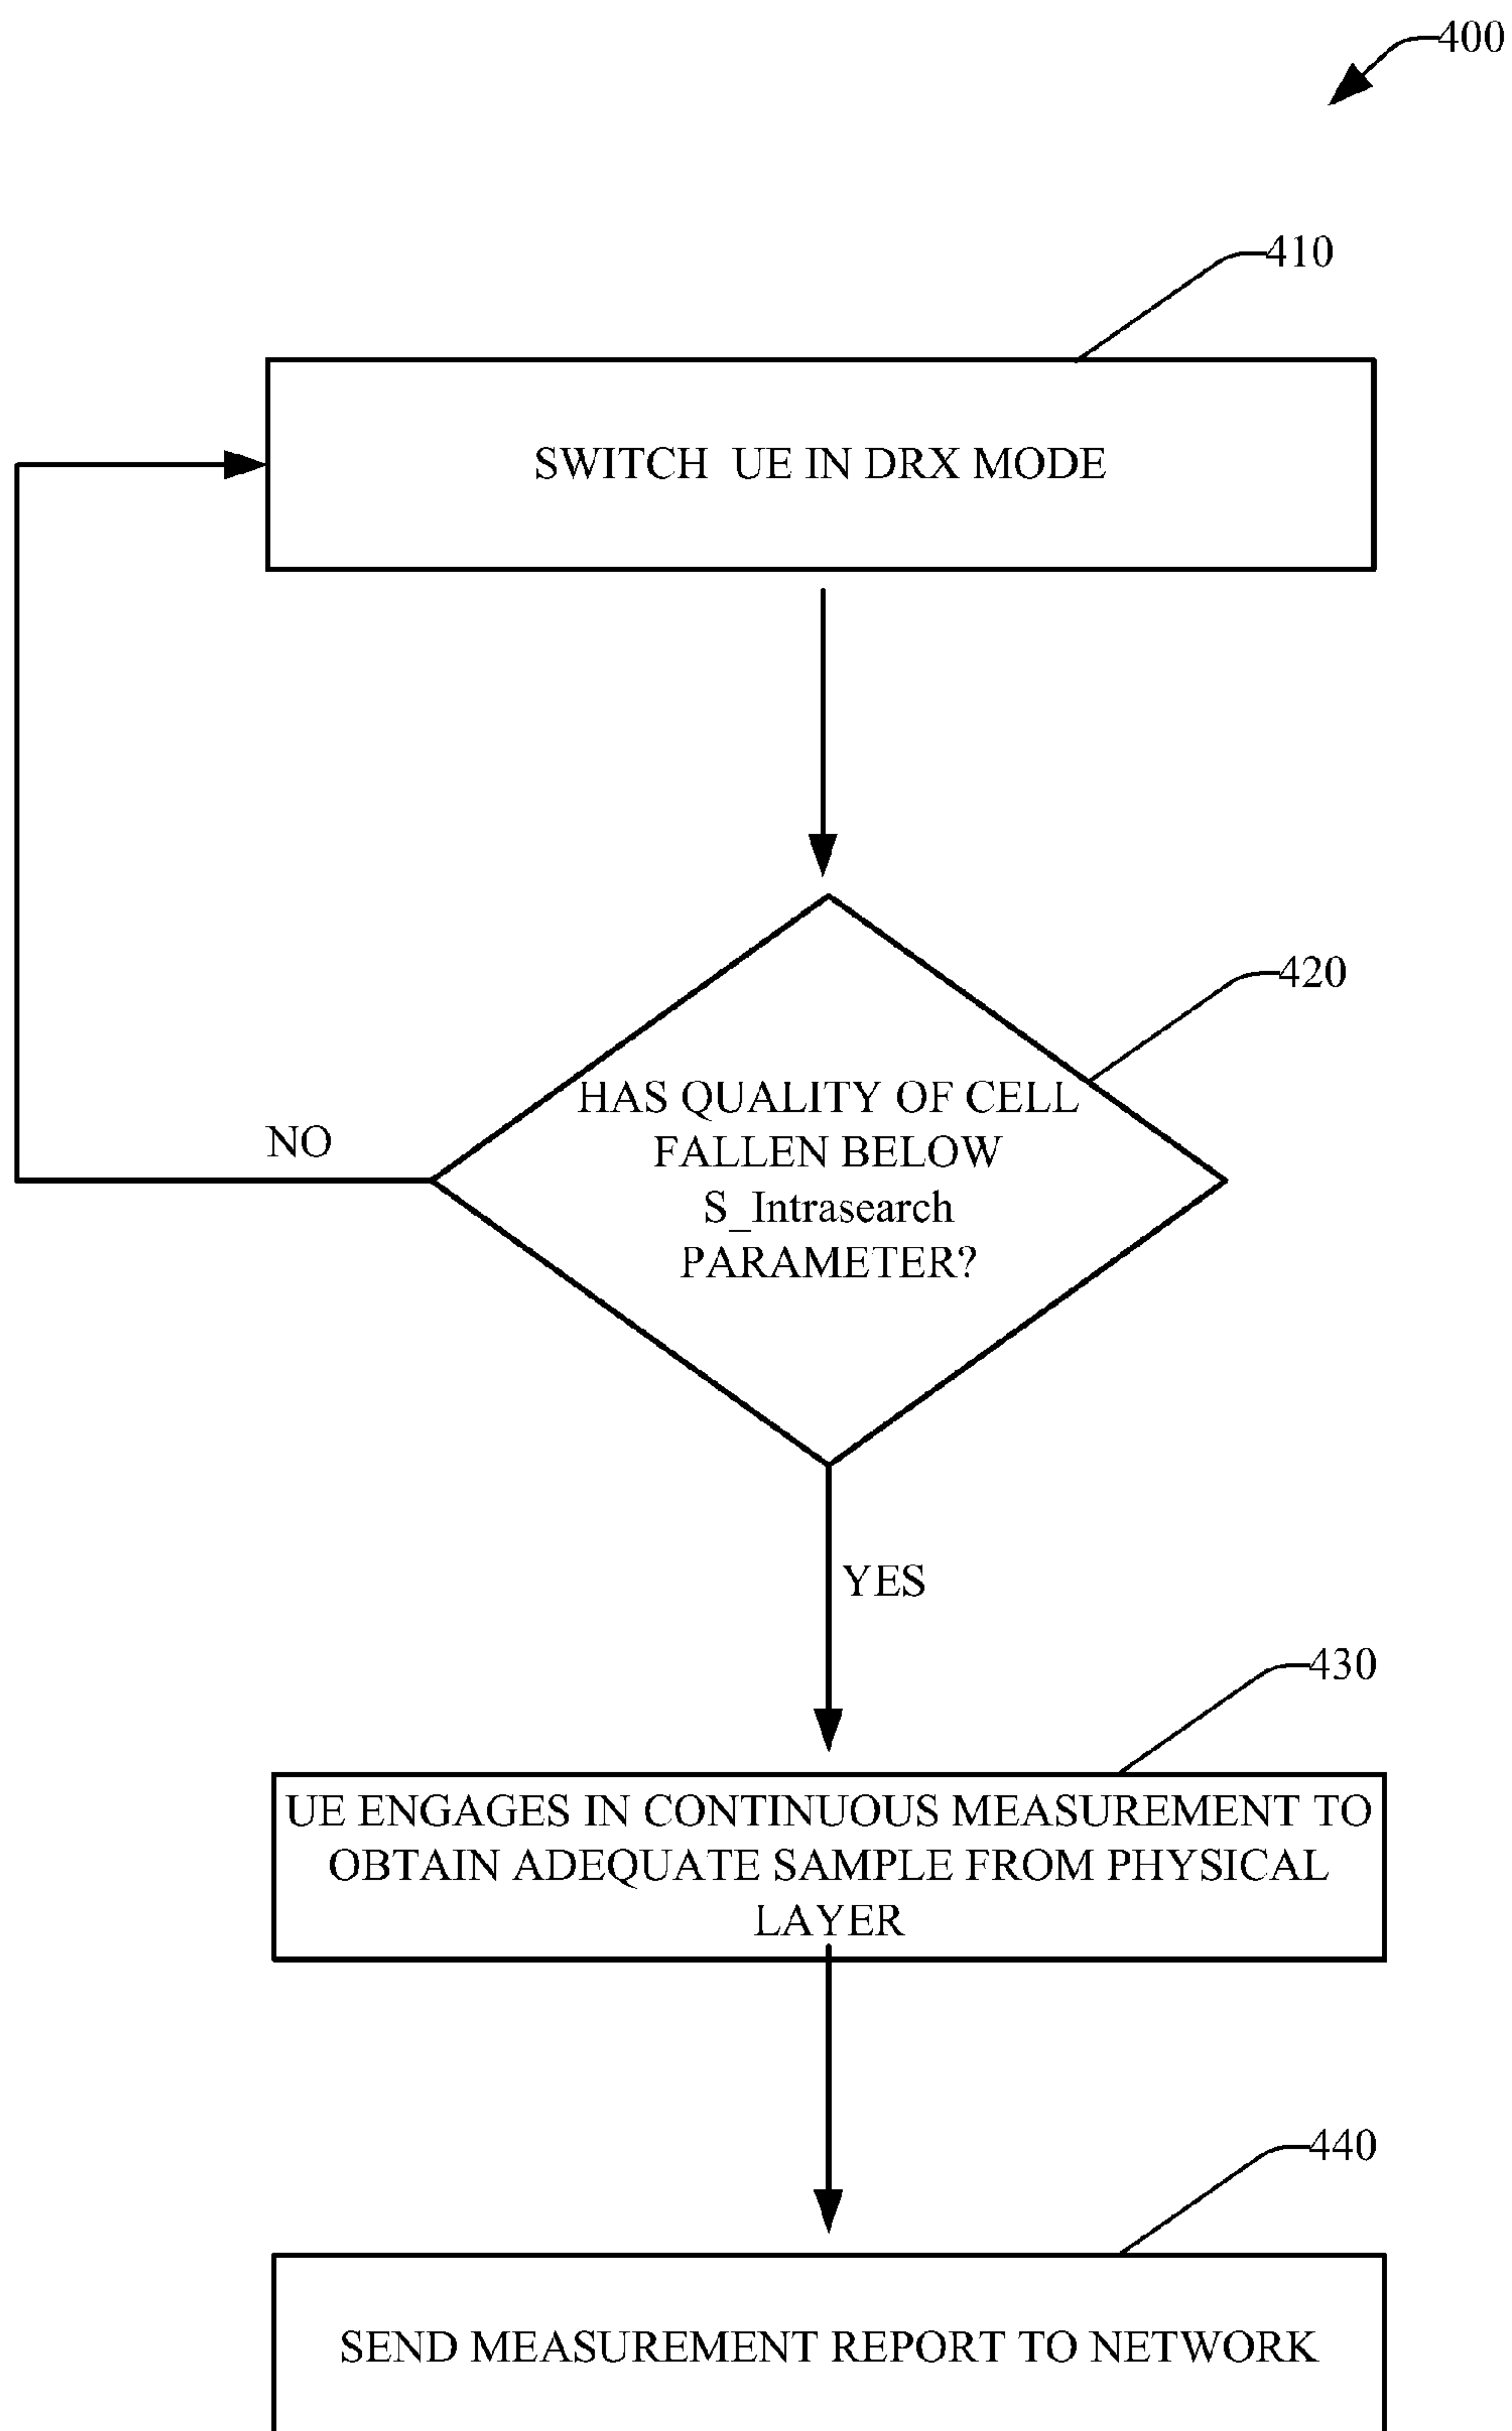 400
410
SWITCH UE IN DRX MODE
420
HAS QUALITY OF CELL
FALLEN BELOW
S_Intrasearch
PARAMETER?
NO
YES
430
UE ENGAGES IN CONTINUOUS MEASUREMENT TO
OBTAIN ADEQUATE SAMPLE FROM PHYSICAL
LAYER
440
SEND MEASUREMENT REPORT TO NETWORK